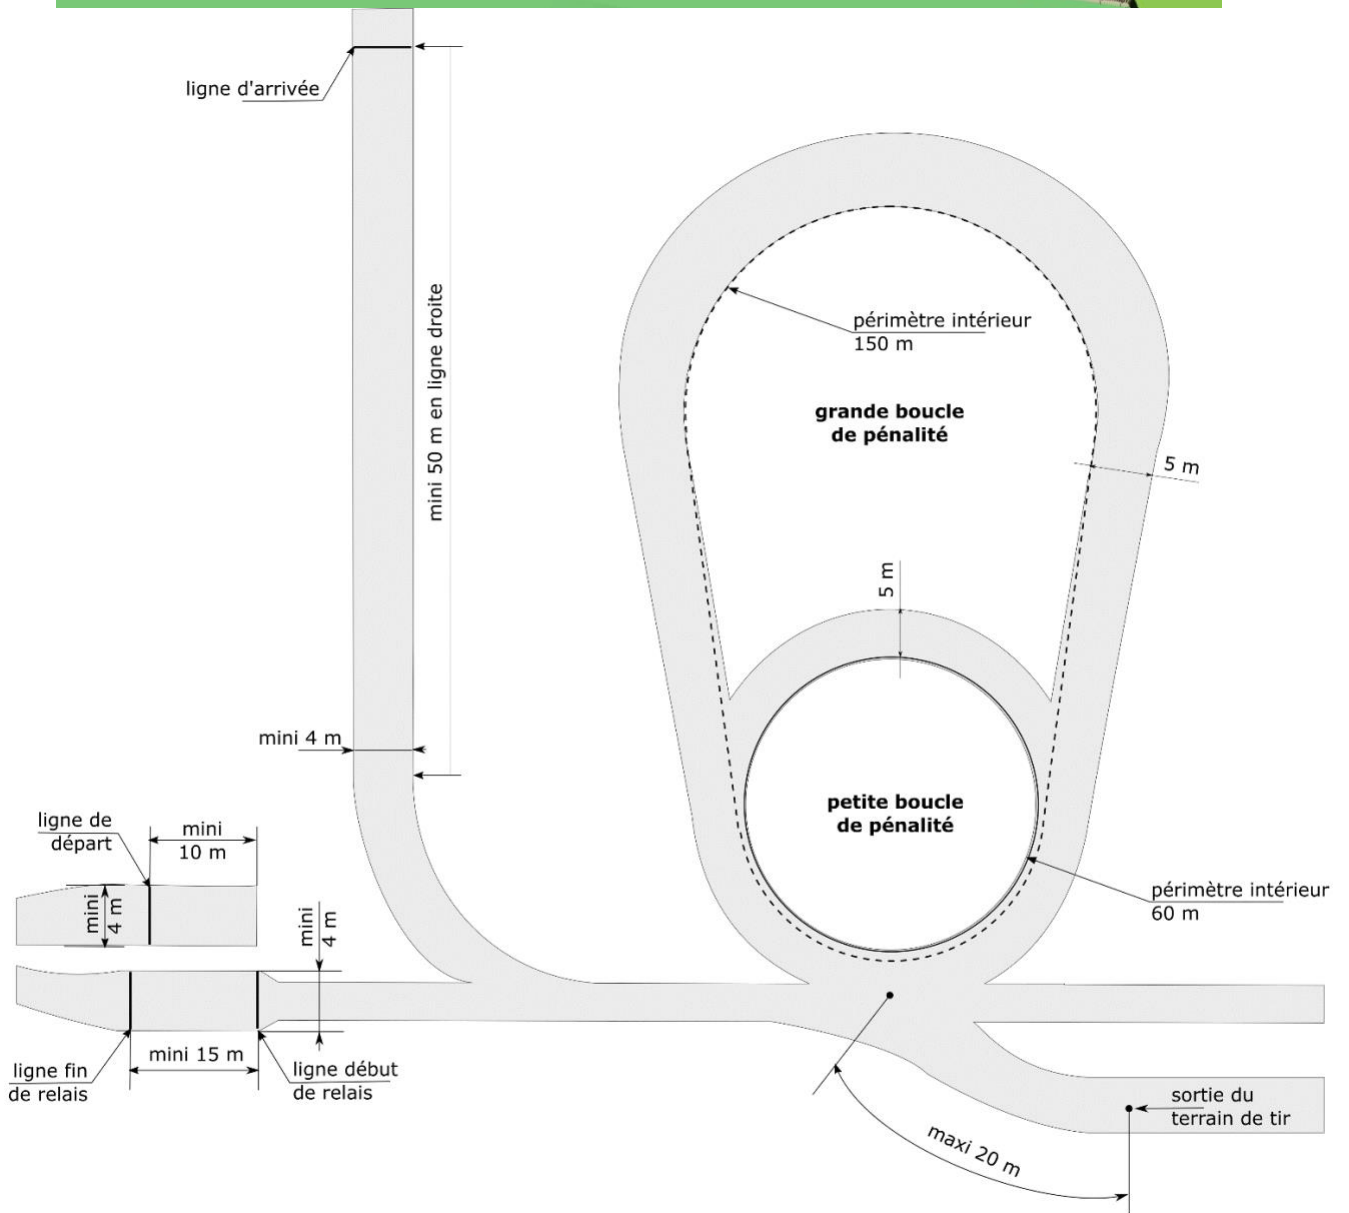 ligne d'arrivée
mini 50 m en ligne droite
périmètre intérieur
150 m
grande boucle
de pénalité
5 m
5 m
mini 4 m
petite boucle
de pénalité
ligne de
départ
mini
10 m
mini
4 m
mini
4 m
périmètre intérieur
60 m
mini 15 m
ligne fin
de relais
ligne début
de relais
sortie du
terrain de tir
maxi 20 m